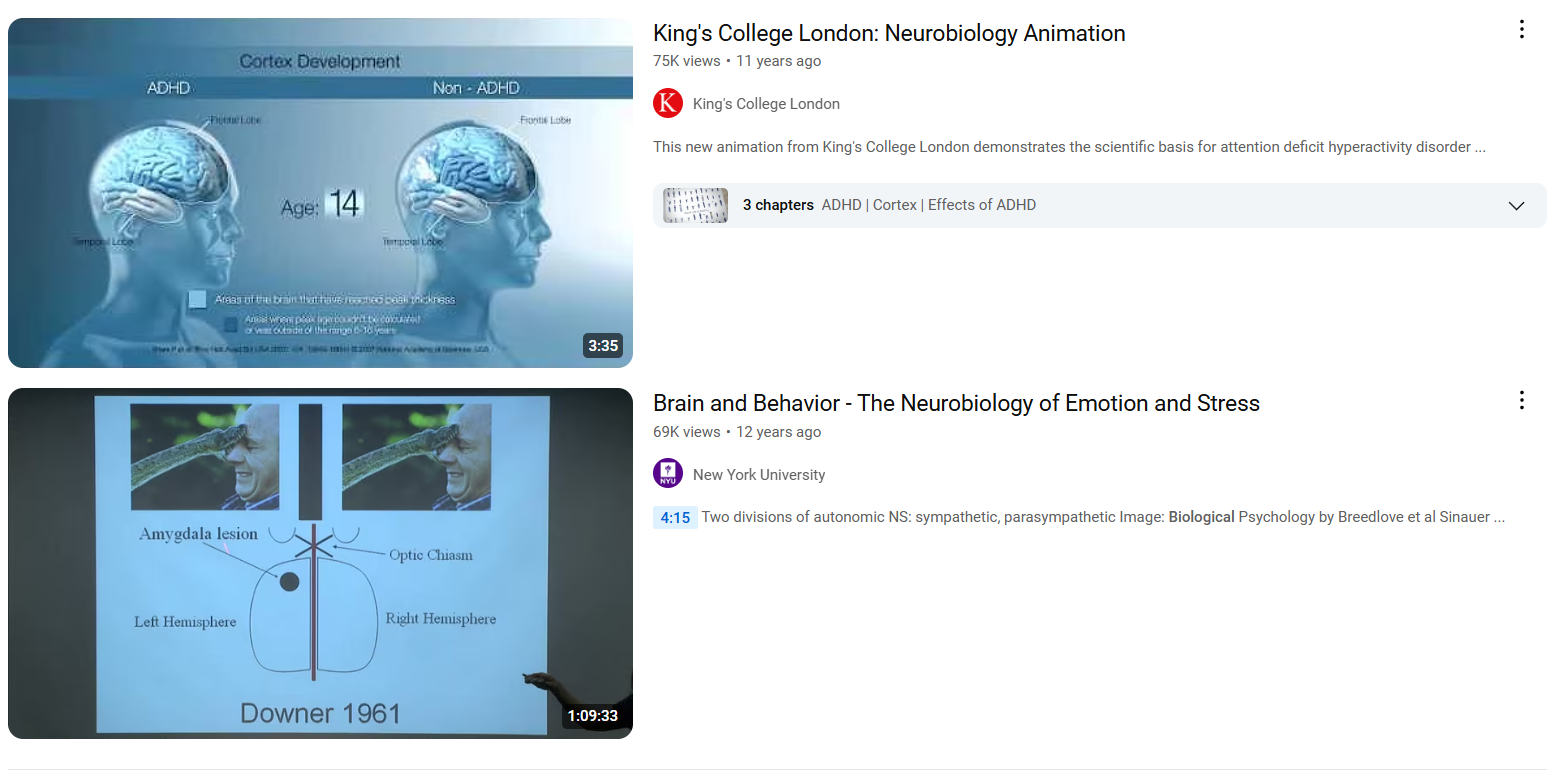 Cortex Development
ADHD
Non - ADHD
Frontal Lobe
Frontal Lobe
Age: 14
Temporal Lobe
Temporal Lobe
Areas of the brain that have reached peak thickness
Areas where peak age couldn't be calculated
or was outside of the range
3:35
King's College London: Neurobiology Animation
75K views • 11 years ago
K
King's College London
This new animation from King's College London demonstrates the scientific basis for attention deficit hyperactivity disorder ...
3 chapters ADHD | Cortex | Effects of ADHD
Amygdala lesion
Optic Chiasm
Left Hemisphere
Right Hemisphere
Downer 1961
1:09:33
Brain and Behavior - The Neurobiology of Emotion and Stress
69K views • 12 years ago
NYU
New York University
4:15 Two divisions of autonomic NS: sympathetic, parasympathetic Image: Biological Psychology by Breedlove et al Sinauer ...